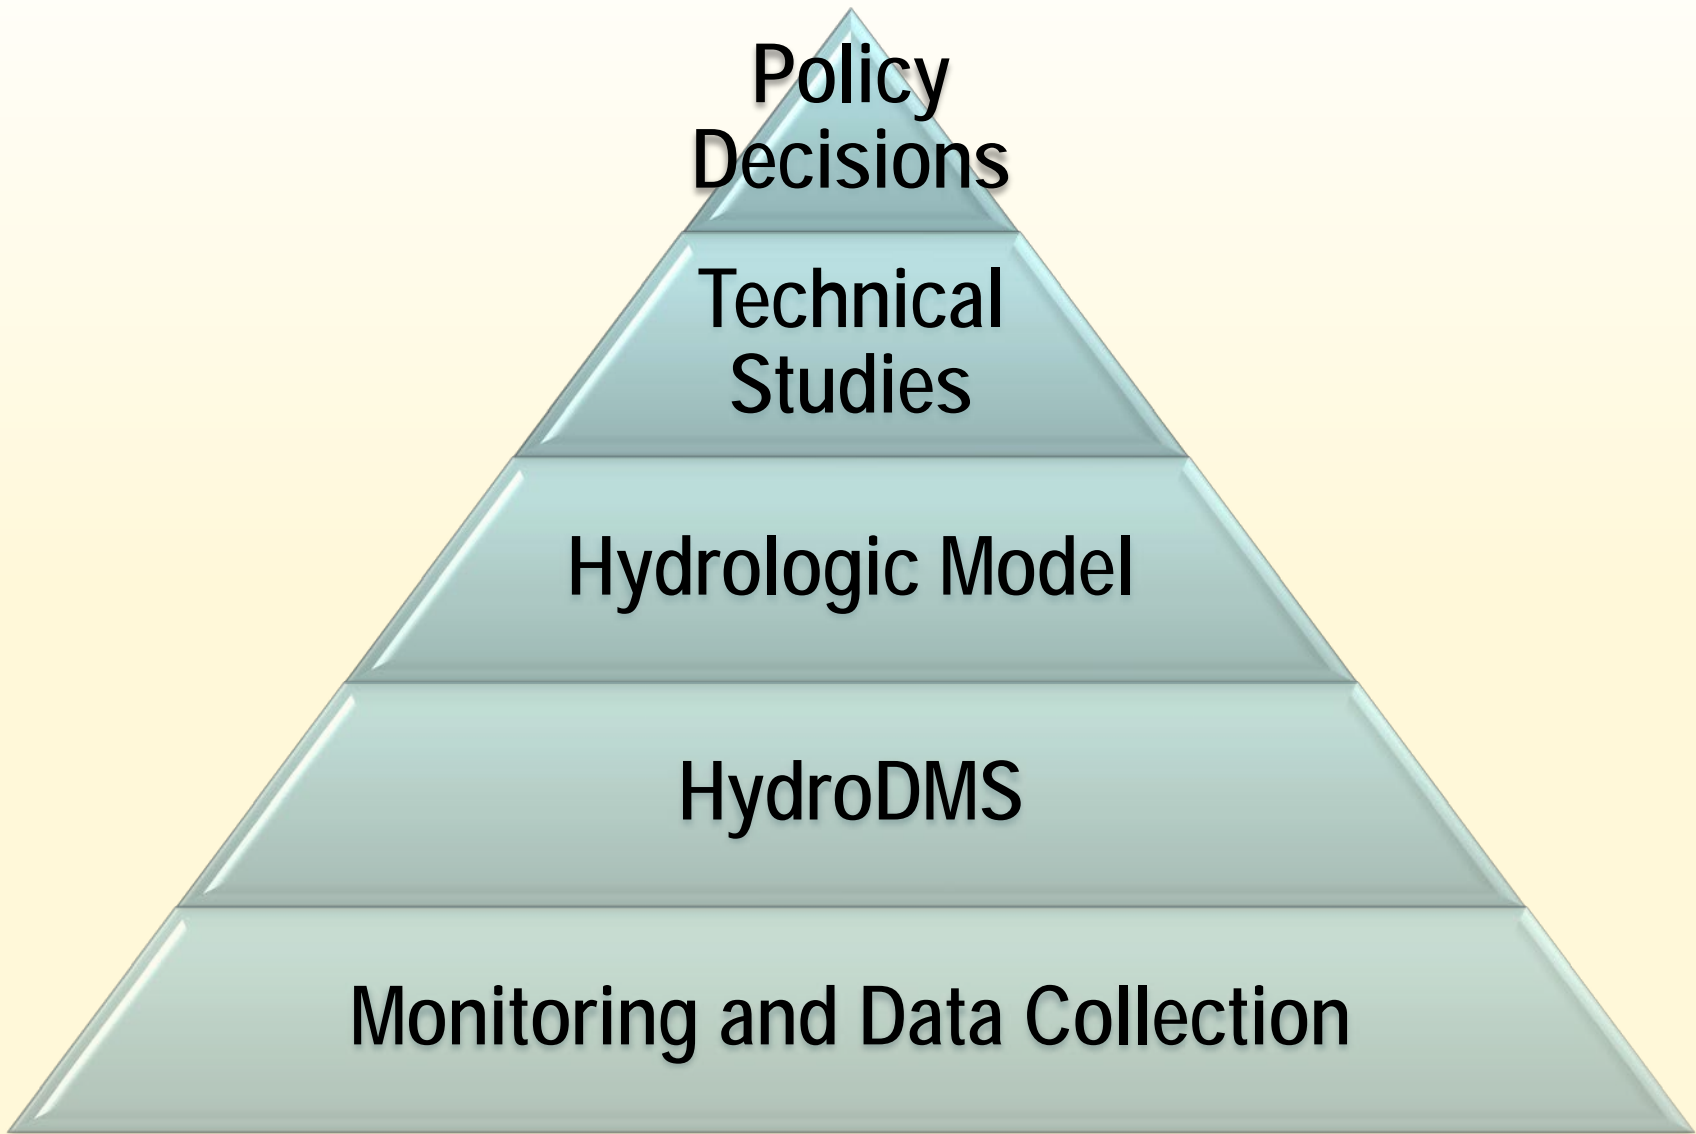 Policy
Decisions
Technical
Studies
Hydrologic Model
HydroDMS
Monitoring and Data Collection